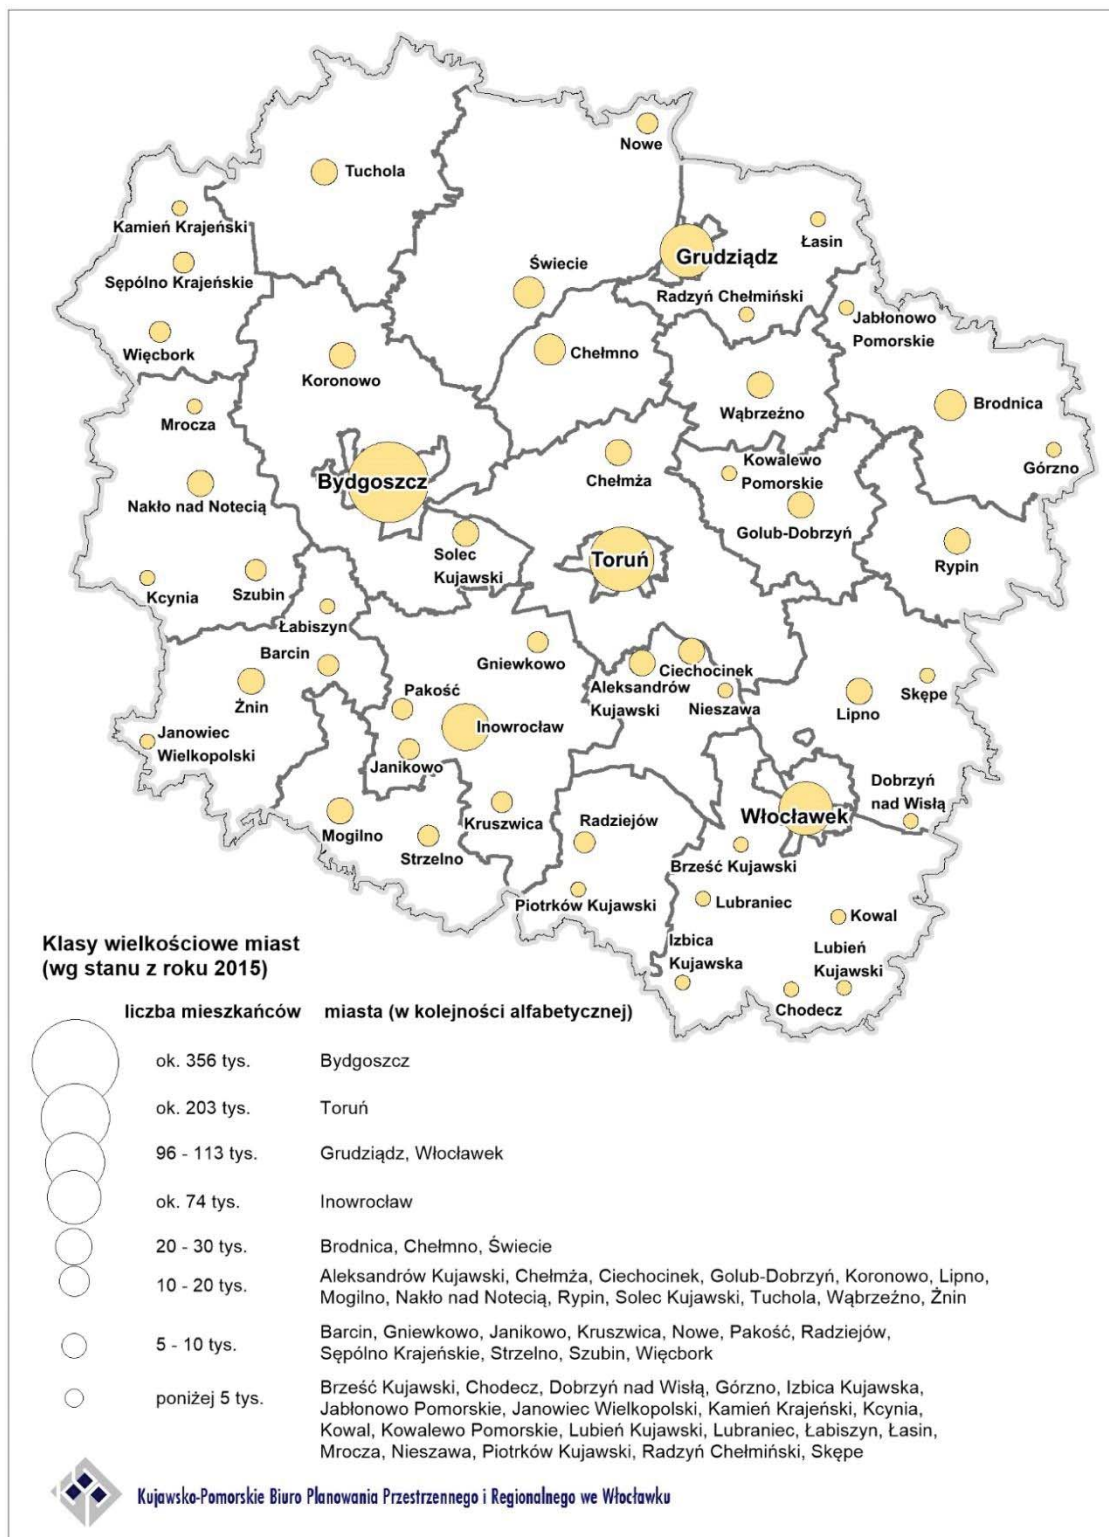 Nowe
Tuchola
Kamień Krajeński
Łasin
Grudziądz
Świecie
Sępólno Krajeńskie
Radzyń Chełmiński
Jabłonowo
Pomorskie
Więcbork
Chełmno
Koronowo
Wąbrzeźno
Brodnica
Mrocza
Kowalewo
Pomorskie
Górzno
Chełmża
Bydgoszcz
Nakło nad Notecią
Golub-Dobrzyń
Solec
Kujawski
Toruń
Rypin
Kcynia
Szubin
Łabiszyn
Barcin
Gniewkowo
Ciechocinek
Aleksandrów
Kujawski
Nieszawa
Skępe
Żnin
Pakość
Lipno
Janowiec
Wielkopolski
Inowrocław
Janikowo
Dobrzyń
nad Wisłą
Włocławek
Mogilno
Kruszwica
Radziejów
Strzelno
Brześć Kujawski
Piotrków Kujawski
Lubraniec
Kowal
Izbica
Kujawska
Lubień
Kujawski
Chodecz
Klasy wielkościowe miast
(wg stanu z roku 2015)
liczba mieszkańców miasta (w kolejności alfabetycznej)
ok. 356 tys. Bydgoszcz
ok. 203 tys. Toruń
96 - 113 tys. Grudziądz, Włocławek
ok. 74 tys. Inowrocław
20 - 30 tys. Brodnica, Chełmno, Świecie
10 - 20 tys. Aleksandrów Kujawski, Chełmża, Ciechocinek, Golub-Dobrzyń, Koronowo, Lipno,
Mogilno, Nakło nad Notecią, Rypin, Solec Kujawski, Tuchola, Wąbrzeźno, Żnin
5 - 10 tys. Barcin, Gniewkowo, Janikowo, Kruszwica, Nowe, Pakość, Radziejów,
Sępólno Krajeńskie, Strzelno, Szubin, Więcbork
poniżej 5 tys. Brześć Kujawski, Chodecz, Dobrzyń nad Wisłą, Górzno, Izbica Kujawska,
Jabłonowo Pomorskie, Janowiec Wielkopolski, Kamień Krajeński, Kcynia,
Kowal, Kowalewo Pomorskie, Lubień Kujawski, Lubraniec, Łabiszyn, Łasin,
Mrocza, Nieszawa, Piotrków Kujawski, Radzyń Chełmiński, Skępe
Kujawsko-Pomorskie Biuro Planowania Przestrzennego i Regionalnego we Włocławku